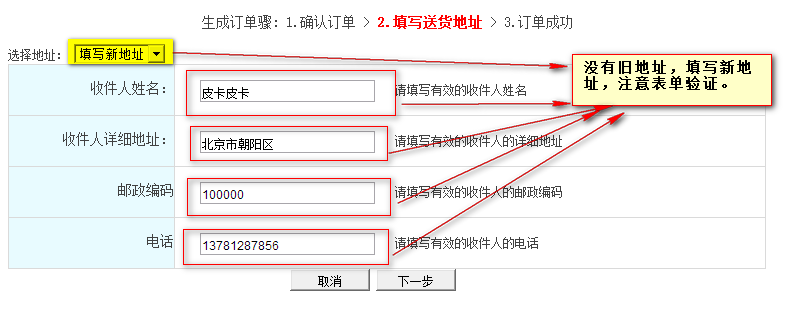 生成订单骤: 1.确认订单 > 2.填写送货地址 > 3.订单成功
选择地址: 填写新地址
没有旧地址，填写新地
址，注意表单验证。
收件人姓名: 皮卡皮卡 请填写有效的收件人姓名
收件人详细地址: 北京市朝阳区 请填写有效的收件人的详细地址
邮政编码 100000 请填写有效的收件人的邮政编码
电话 13781287856 请填写有效的收件人的电话
取消 下一步